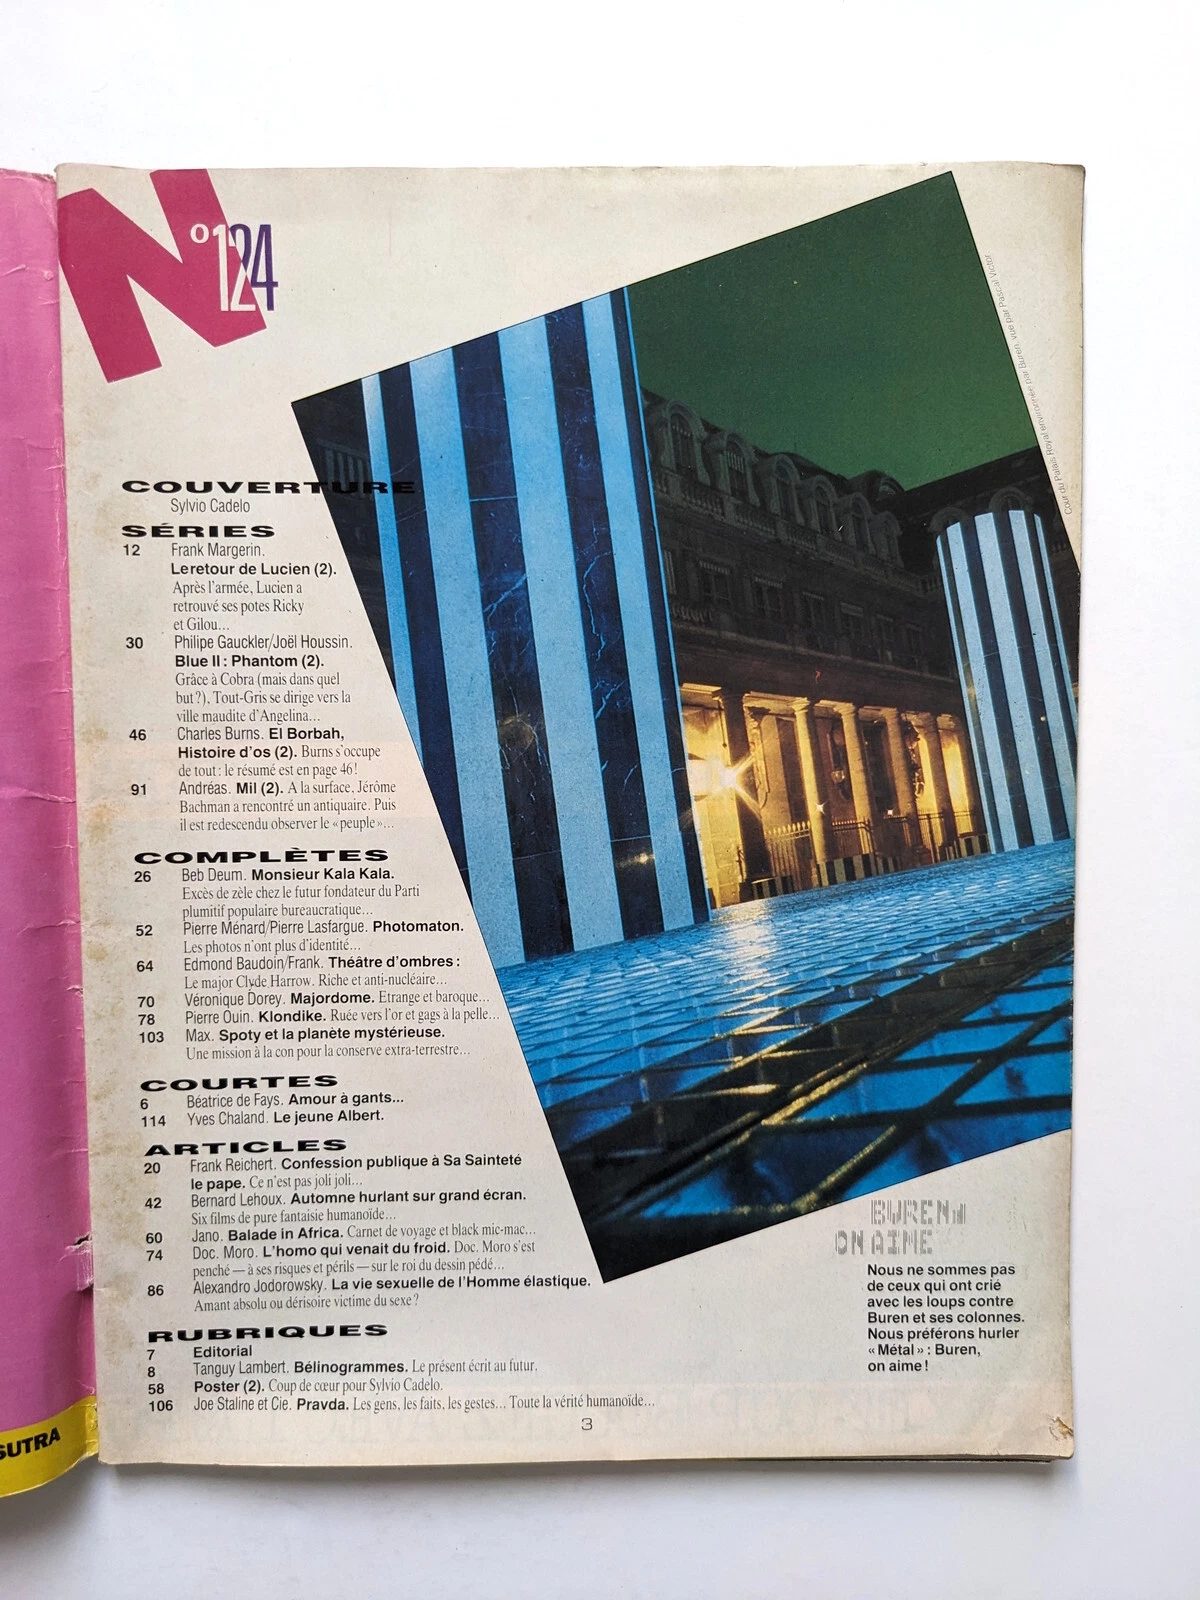 N°124
COUVERTURE
Sylvio Cadelo
SÉRIES
12 Frank Margerin.
Le retour de Lucien (2).
Après l'armée, Lucien a
retrouvé ses potes Ricky
et Gilou...
30 Philipe Gauckler/Joël Houssin.
Blue II : Phantom (2).
Grâce à Cobra (mais dans quel
but ?), Tout-Gris se dirige vers la
ville maudite d'Angelina...
46 Charles Burns. El Borbah,
Histoire d'os (2). Burns s'occupe
de tout : le résumé est en page 46 !
91 Andréas. Mil (2). A la surface, Jérôme
Bachman a rencontré un antiquaire. Puis
il est redescendu observer le « peuple »...
COMPLÈTES
26 Beb Deum. Monsieur Kala Kala.
Excès de zèle chez le futur fondateur du Parti
plumitif populaire bureaucratique...
52 Pierre Ménard/Pierre Lasfargue. Photomaton.
Les photos n'ont plus d'identité...
64 Edmond Baudoin/Frank. Théâtre d'ombres :
Le major Clyde Harrow. Riche et anti-nucléaire...
70 Véronique Dorey. Majordome. Etrange et baroque...
78 Pierre Ouin. Klondike. Ruée vers l'or et gags à la pelle...
103 Max. Spoty et la planète mystérieuse.
Une mission à la con pour la conserve extra-terrestre...
COURTES
6 Béatrice de Fays. Amour à gants...
114 Yves Chaland. Le jeune Albert.
ARTICLES
20 Frank Reichert. Confession publique à Sa Sainteté
le pape. Ce n'est pas joli joli...
42 Bernard Lehoux. Automne hurlant sur grand écran.
Six films de pure fantaisie humanoïde...
60 Jano. Balade in Africa. Carnet de voyage et black mic-mac...
74 Doc. Moro. L'homo qui venait du froid. Doc. Moro s'est
penché — à ses risques et périls — sur le roi du dessin pédé...
86 Alexandro Jodorowsky. La vie sexuelle de l'Homme élastique.
Amant absolu ou dérisoire victime du sexe ?
RUBRIQUES
7 Editorial
8 Tanguy Lambert. Bélinogrammes. Le présent écrit au futur.
58 Poster (2). Coup de cœur pour Sylvio Cadelo.
106 Joe Staline et Cie. Pravda. Les gens, les faits, les gestes... Toute la vérité humanoïde...
3
Cour du Palais Royal envahie par Buren, vue par Pascal Victor
BUREN,
ON AIME
Nous ne sommes pas
de ceux qui ont crié
avec les loups contre
Buren et ses colonnes.
Nous préférons hurler
« Métal » : Buren,
on aime !
SUTRA